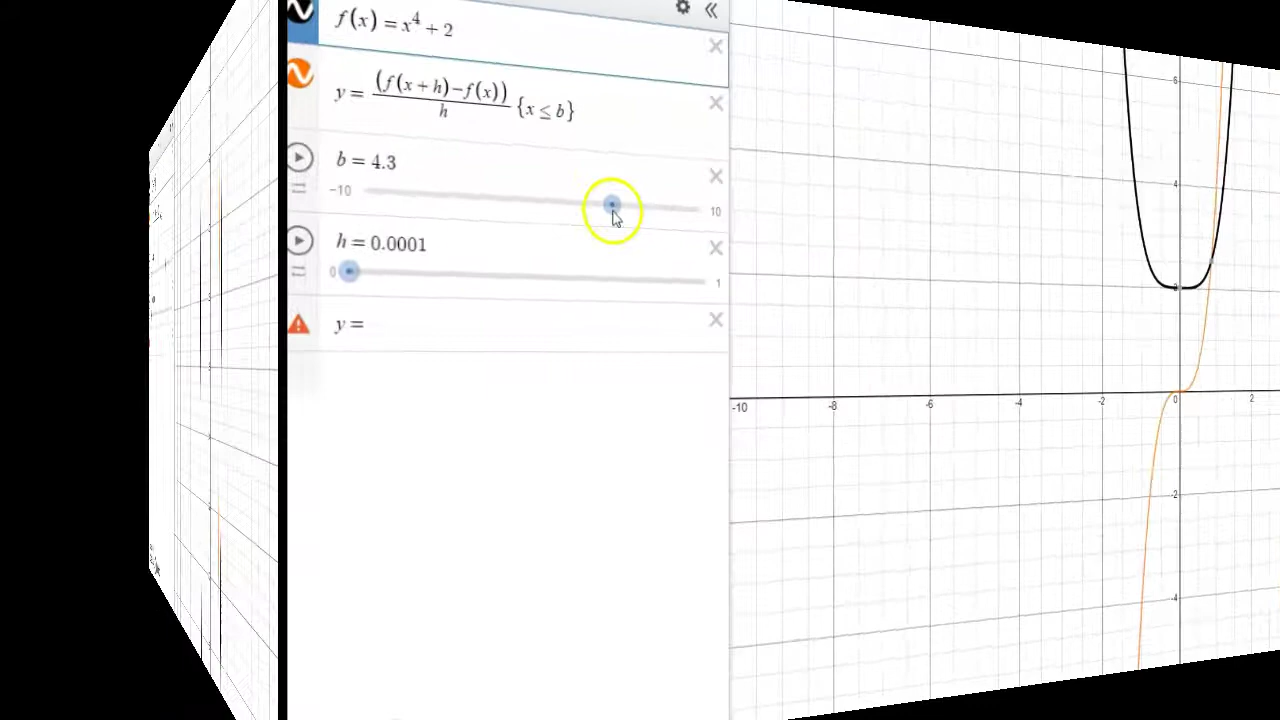 f(x) = x⁴ + 2
y = (f(x + h) − f(x)) / h {x ≤ b}
b = 4.3
−10
10
h = 0.0001
0
1
y =
6
4
2
-10 -8 -6 -4 -2 0 2
-2
-4